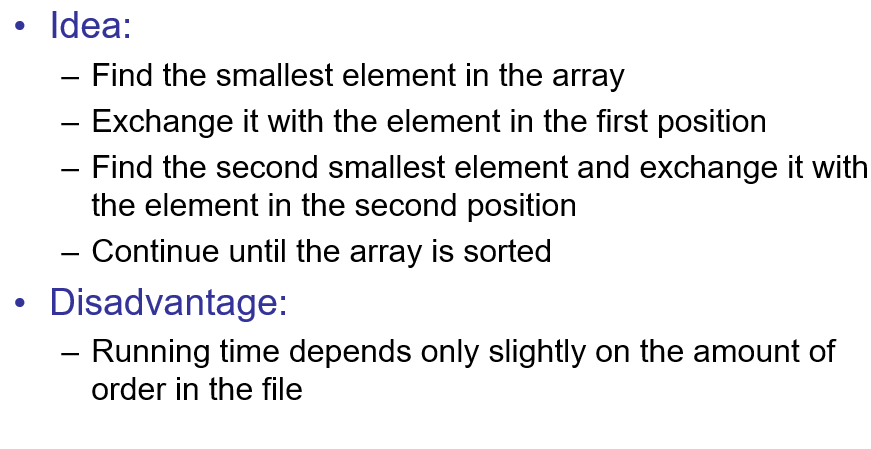 • Idea:
– Find the smallest element in the array
– Exchange it with the element in the first position
– Find the second smallest element and exchange it with
the element in the second position
– Continue until the array is sorted
• Disadvantage:
– Running time depends only slightly on the amount of
order in the file